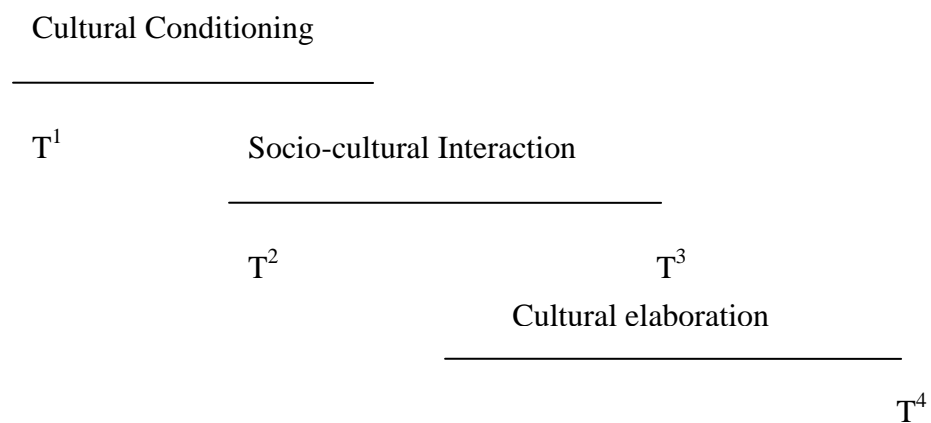 Cultural Conditioning
T¹ Socio-cultural Interaction
T² T³
Cultural elaboration
T⁴